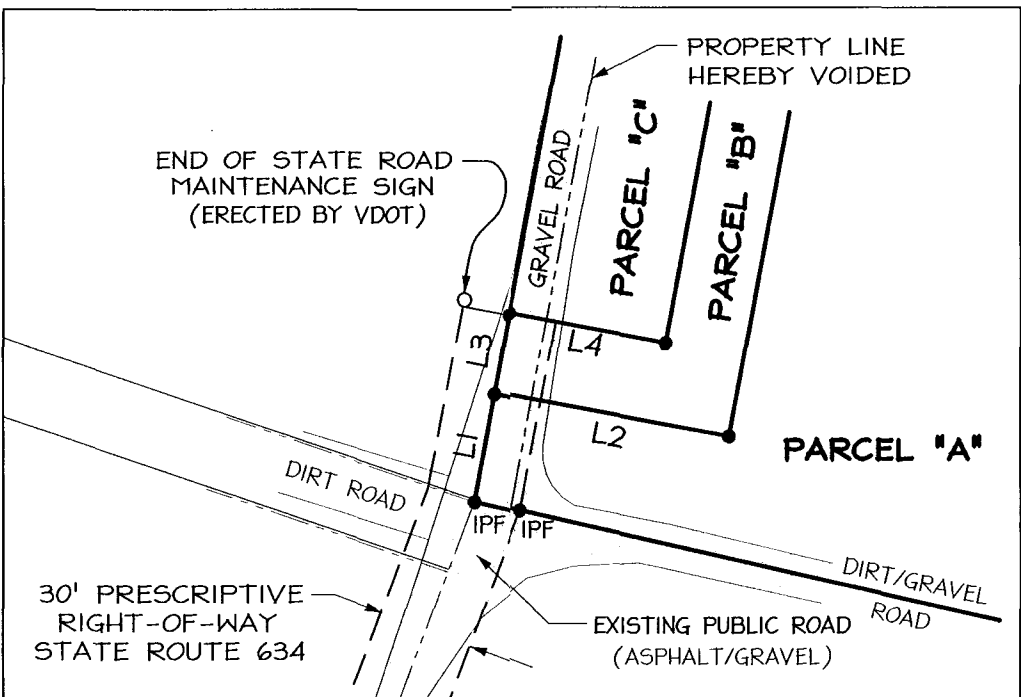 PROPERTY LINE
HEREBY VOIDED
END OF STATE ROAD
MAINTENANCE SIGN
(ERECTED BY VDOT)
GRAVEL ROAD
PARCEL "C"
PARCEL "B"
L3
L4
L1
L2
PARCEL "A"
DIRT ROAD
IPF
IPF
DIRT/GRAVEL
ROAD
30' PRESCRIPTIVE
RIGHT-OF-WAY
STATE ROUTE 634
EXISTING PUBLIC ROAD
(ASPHALT/GRAVEL)